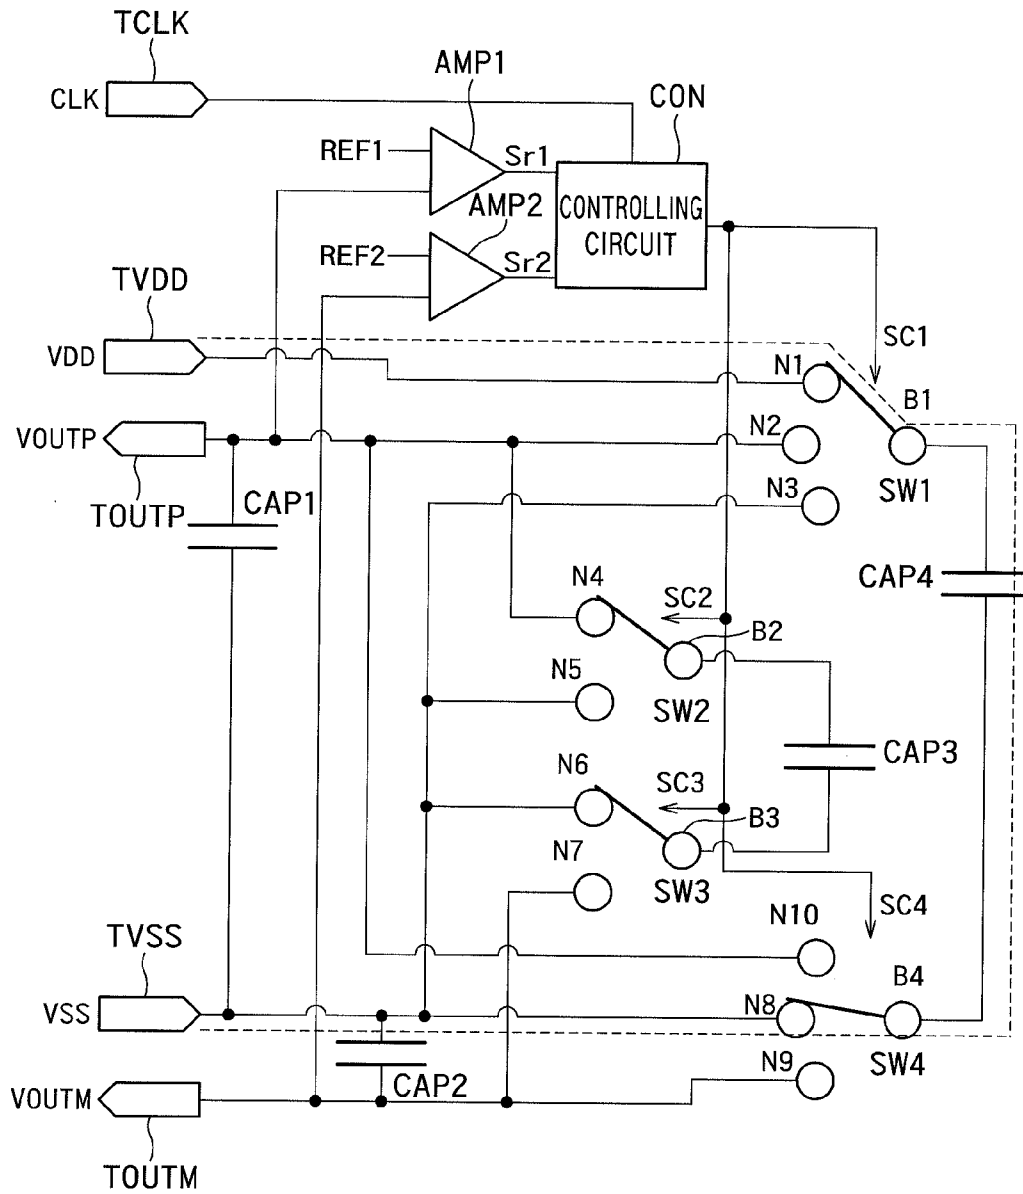 TCLK
CLK
AMP1
CON
REF1
Sr1
AMP2
REF2
Sr2
CONTROLLING
CIRCUIT
TVDD
VDD
SC1
N1
B1
VOUTP
N2
TOUTP
CAP1
N3
SW1
N4
SC2
CAP4
B2
N5
SW2
N6
SC3
CAP3
B3
N7
SW3
N10
SC4
TVSS
B4
VSS
N8
SW4
N9
VOUTM
CAP2
TOUTM